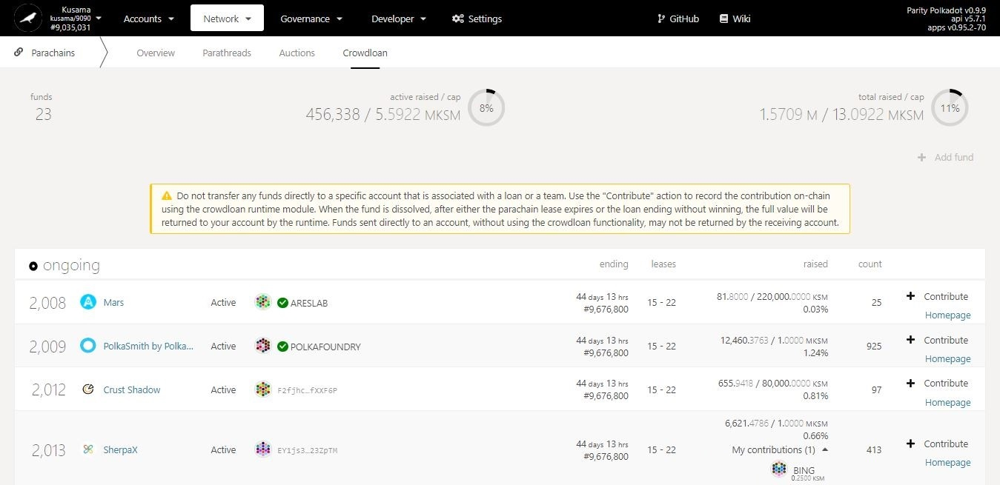 Kusama
kusama/9090
#9,035,031
Accounts
Network
Governance
Developer
Settings
GitHub
Wiki
Parity Polkadot v0.9.9
api v5.7.1
apps v0.95.2-70
Parachains
Overview
Parathreads
Auctions
Crowdloan
funds
23
active raised / cap
456,338 / 5.5922 MKSM
8%
total raised / cap
1.5709 M / 13.0922 MKSM
11%
+ Add fund
Do not transfer any funds directly to a specific account that is associated with a loan or a team. Use the "Contribute" action to record the contribution on-chain
using the crowdloan runtime module. When the fund is dissolved, after either the parachain lease expires or the loan ending without winning, the full value will be
returned to your account by the runtime. Funds sent directly to an account, without using the crowdloan functionality, may not be returned by the receiving account.
ongoing ending leases raised count
2,008 Mars Active ARESLAB 44 days 13 hrs 15 - 22 81.8000 / 220,000.0000 KSM 25 + Contribute
#9,676,800 0.03% Homepage
2,009 PolkaSmith by Polka... Active POLKAFOUNDRY 44 days 13 hrs 15 - 22 12,460.3763 / 1.0000 MKSM 925 + Contribute
#9,676,800 1.24% Homepage
2,012 Crust Shadow Active F2fjhc…fXXF6P 44 days 13 hrs 15 - 22 655.9418 / 80,000.0000 KSM 97 + Contribute
#9,676,800 0.81% Homepage
2,013 SherpaX Active EY1js3…23ZpTM 44 days 13 hrs 15 - 22 6,621.4786 / 1.0000 MKSM 413 + Contribute
#9,676,800 0.66% Homepage
My contributions (1)
BING
0.2500 KSM